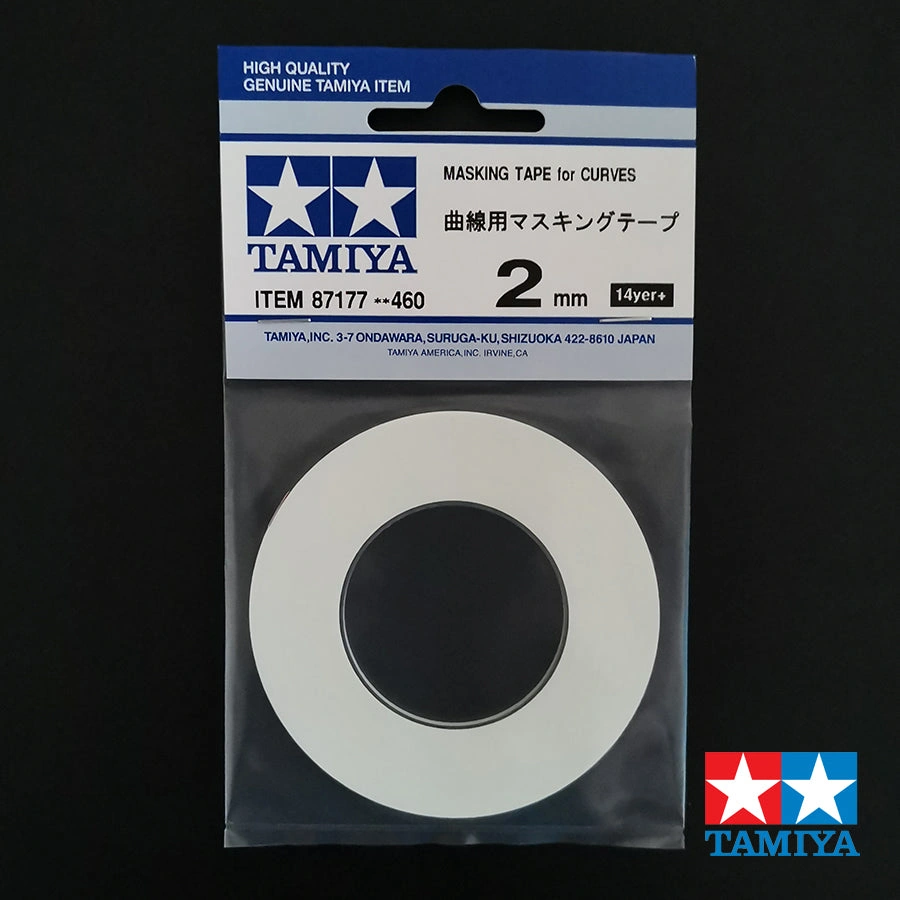 HIGH QUALITY
GENUINE TAMIYA ITEM
MASKING TAPE for CURVES
曲線用マスキングテープ
TAMIYA
2 mm
14yer+
ITEM 87177 **460
TAMIYA,INC. 3-7 ONDAWARA, SURUGA-KU, SHIZUOKA 422-8610 JAPAN
TAMIYA AMERICA, INC. IRVINE, CA
TAMIYA